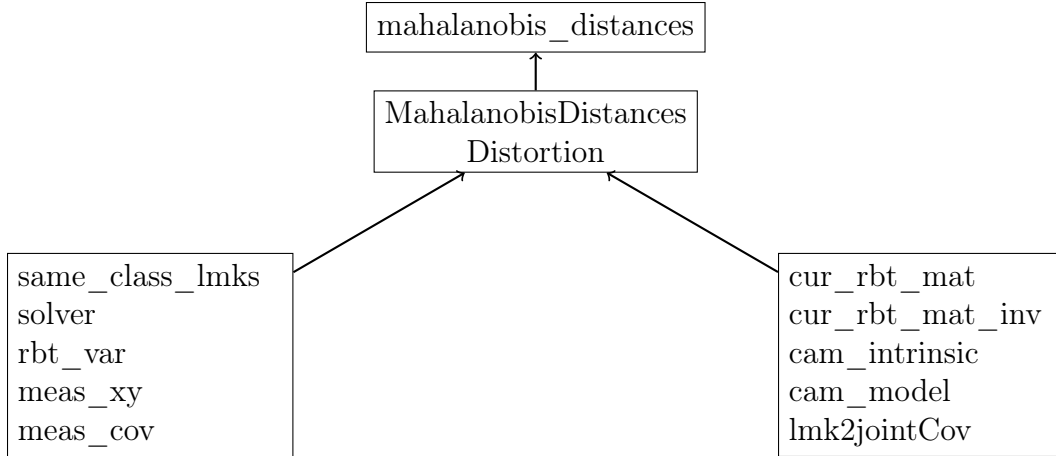 mahalanobis_distances
MahalanobisDistances
Distortion
same_class_lmks
solver
rbt_var
meas_xy
meas_cov
cur_rbt_mat
cur_rbt_mat_inv
cam_intrinsic
cam_model
lmk2jointCov